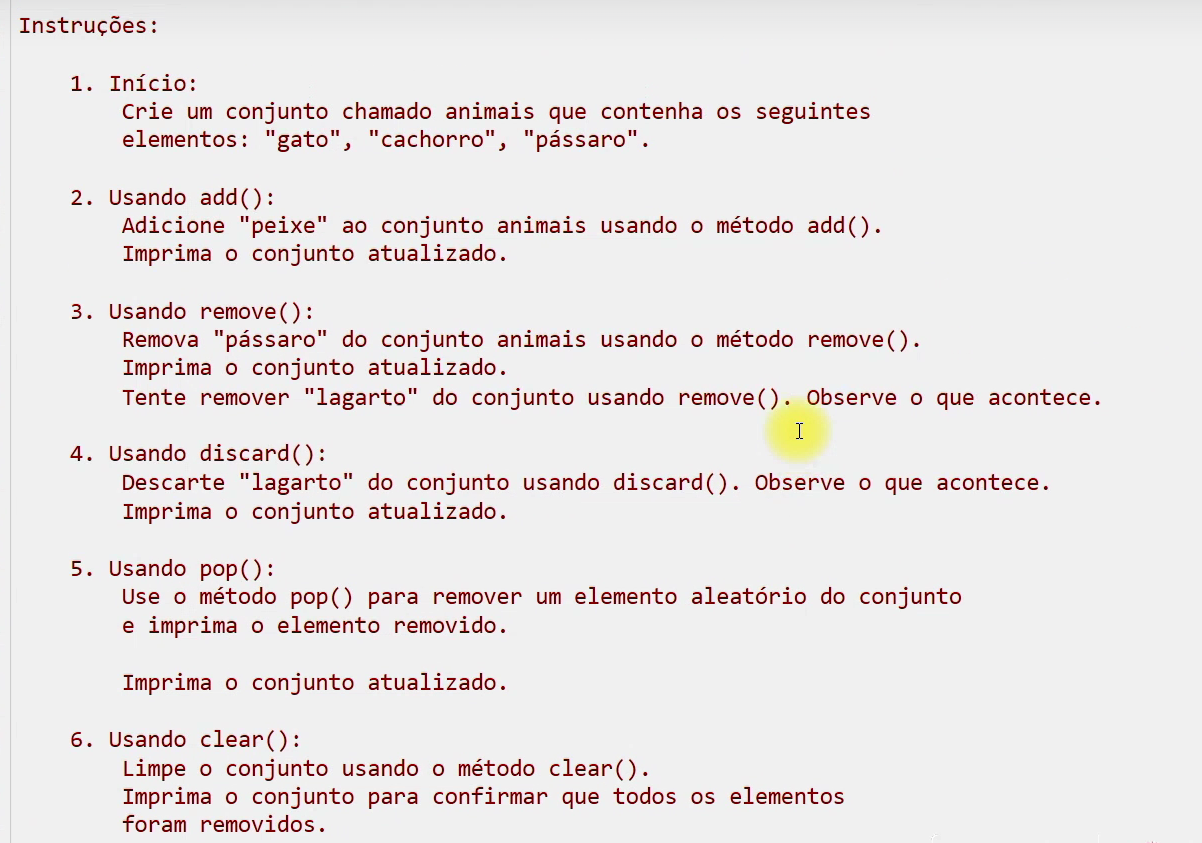 Instruções:
1. Início:
Crie um conjunto chamado animais que contenha os seguintes
elementos: "gato", "cachorro", "pássaro".
2. Usando add():
Adicione "peixe" ao conjunto animais usando o método add().
Imprima o conjunto atualizado.
3. Usando remove():
Remova "pássaro" do conjunto animais usando o método remove().
Imprima o conjunto atualizado.
Tente remover "lagarto" do conjunto usando remove(). Observe o que acontece.
4. Usando discard():
Descarte "lagarto" do conjunto usando discard(). Observe o que acontece.
Imprima o conjunto atualizado.
5. Usando pop():
Use o método pop() para remover um elemento aleatório do conjunto
e imprima o elemento removido.
Imprima o conjunto atualizado.
6. Usando clear():
Limpe o conjunto usando o método clear().
Imprima o conjunto para confirmar que todos os elementos
foram removidos.